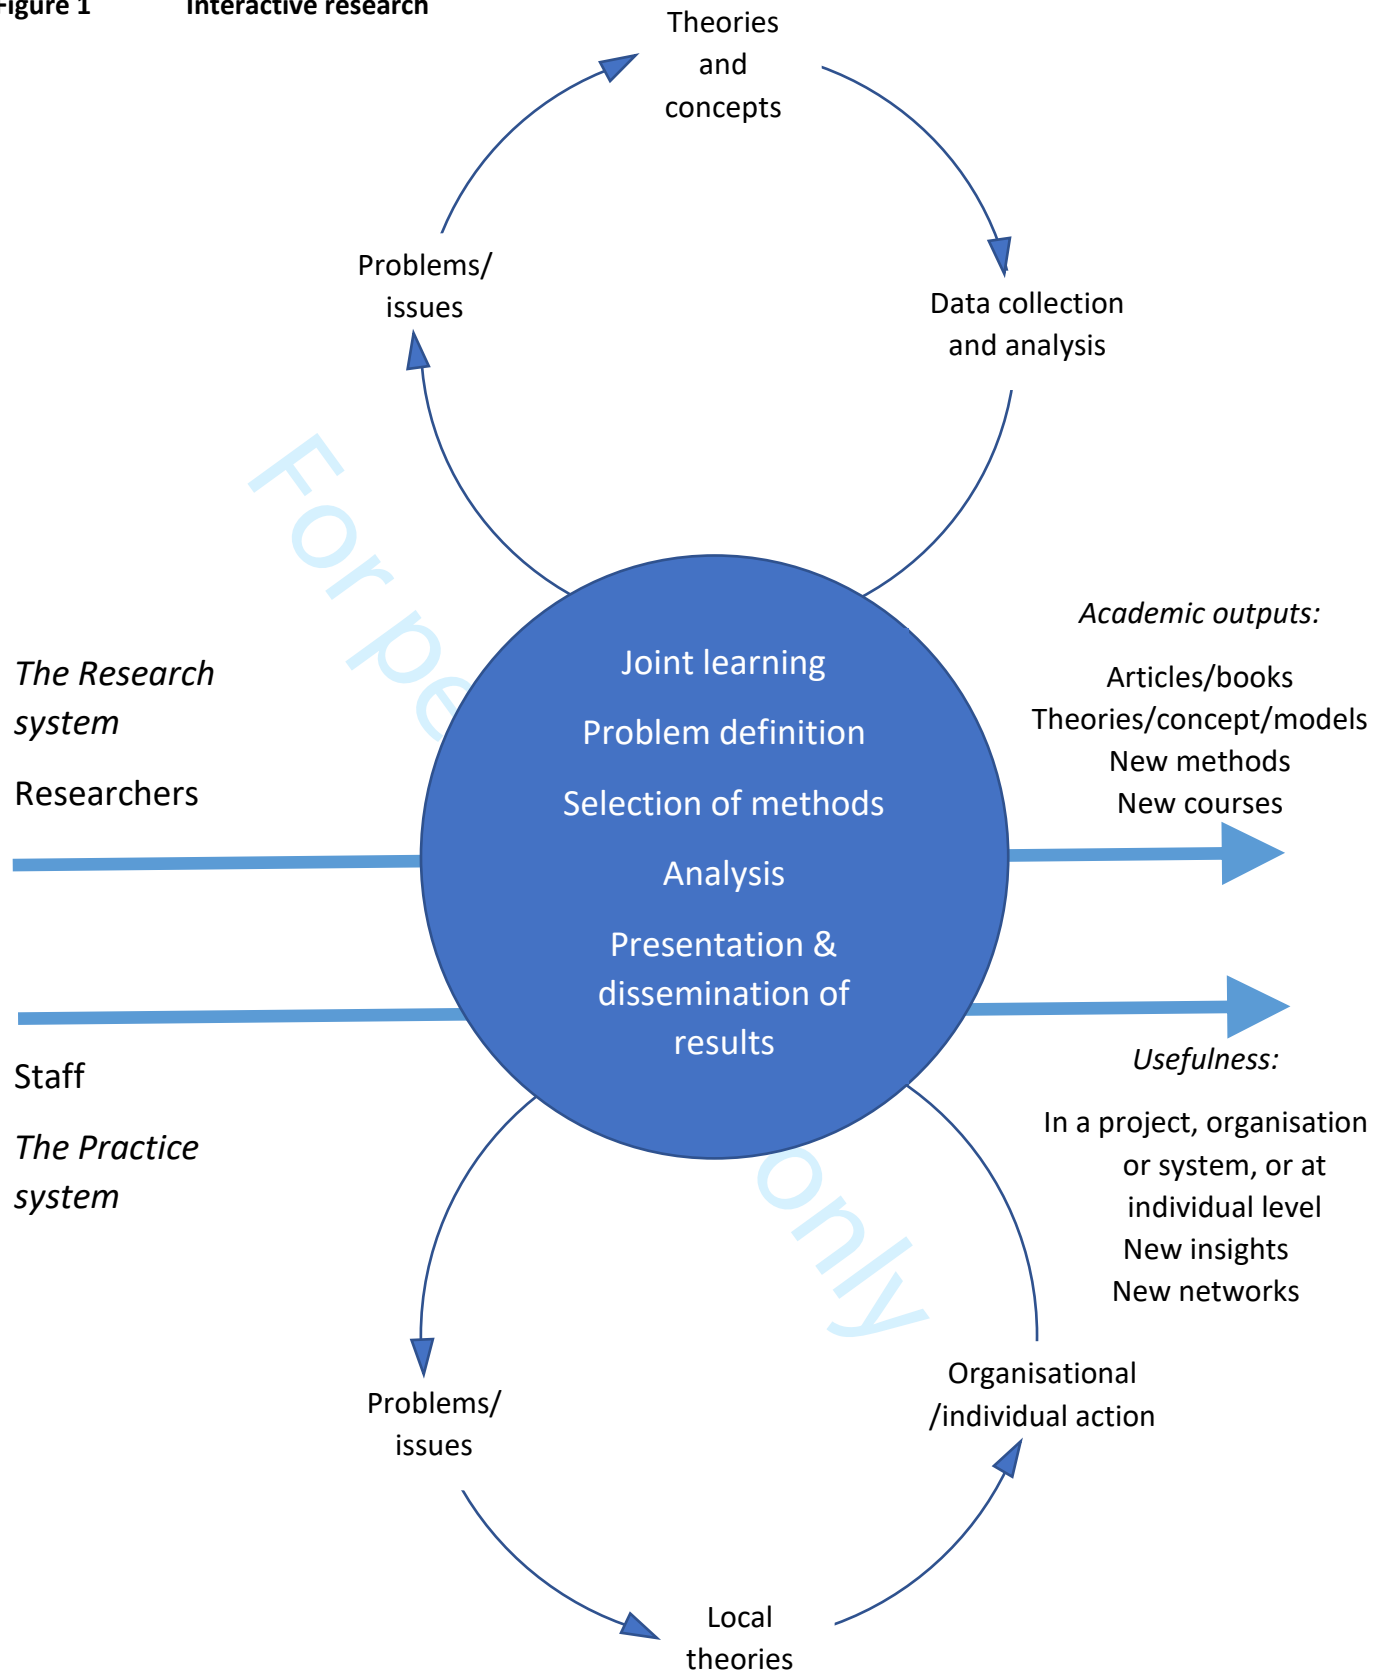 Figure 1 Interactive research
Theories
and
concepts
Problems/
issues
Data collection
and analysis
For pe
The Research
system
Researchers
Joint learning
Problem definition
Selection of methods
Analysis
Presentation &
dissemination of
results
Academic outputs:
Articles/books
Theories/concept/models
New methods
New courses
Staff
The Practice
system
Usefulness:
In a project, organisation
or system, or at
individual level
New insights
New networks
only
Problems/
issues
Organisational
/individual action
Local
theories